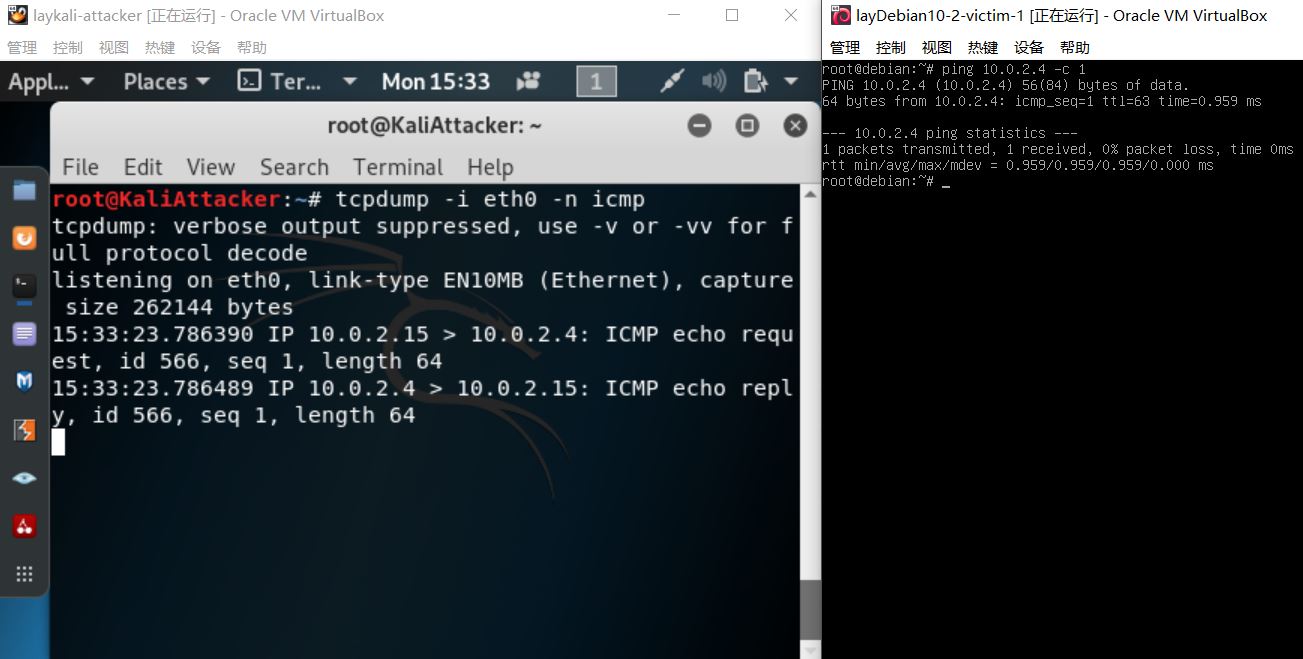 laykali-attacker [正在运行] - Oracle VM VirtualBox
管理 控制 视图 热键 设备 帮助
Appl... Places Ter... Mon 15:33 1
root@KaliAttacker: ~
File Edit View Search Terminal Help
root@KaliAttacker:~# tcpdump -i eth0 -n icmp
tcpdump: verbose output suppressed, use -v or -vv for f
ull protocol decode
listening on eth0, link-type EN10MB (Ethernet), capture
 size 262144 bytes
15:33:23.786390 IP 10.0.2.15 > 10.0.2.4: ICMP echo requ
est, id 566, seq 1, length 64
15:33:23.786489 IP 10.0.2.4 > 10.0.2.15: ICMP echo repl
y, id 566, seq 1, length 64
layDebian10-2-victim-1 [正在运行] - Oracle VM VirtualBox
管理 控制 视图 热键 设备 帮助
root@debian:~# ping 10.0.2.4 -c 1
PING 10.0.2.4 (10.0.2.4) 56(84) bytes of data.
64 bytes from 10.0.2.4: icmp_seq=1 ttl=63 time=0.959 ms
--- 10.0.2.4 ping statistics ---
1 packets transmitted, 1 received, 0% packet loss, time 0ms
rtt min/avg/max/mdev = 0.959/0.959/0.959/0.000 ms
root@debian:~# _